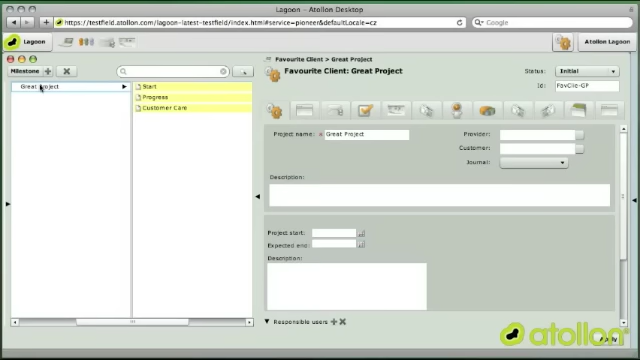 Atollon Desktop
https://testfield.atollon.com/lagoon-latest-testfield/index.html#service=pioneer&defaultLocale=cz
Google
Lagoon
Atollon Lagoon
Milestone
Great Project
Start
Progress
Customer Care
Favourite Client > Great Project
Favourite Client: Great Project
Status:
Initial
Id:
FavClie-GP
Project name:
Great Project
Provider:
Customer:
Journal:
Description:
Project start:
Expected end:
Description:
Responsible users
Apply
atollon